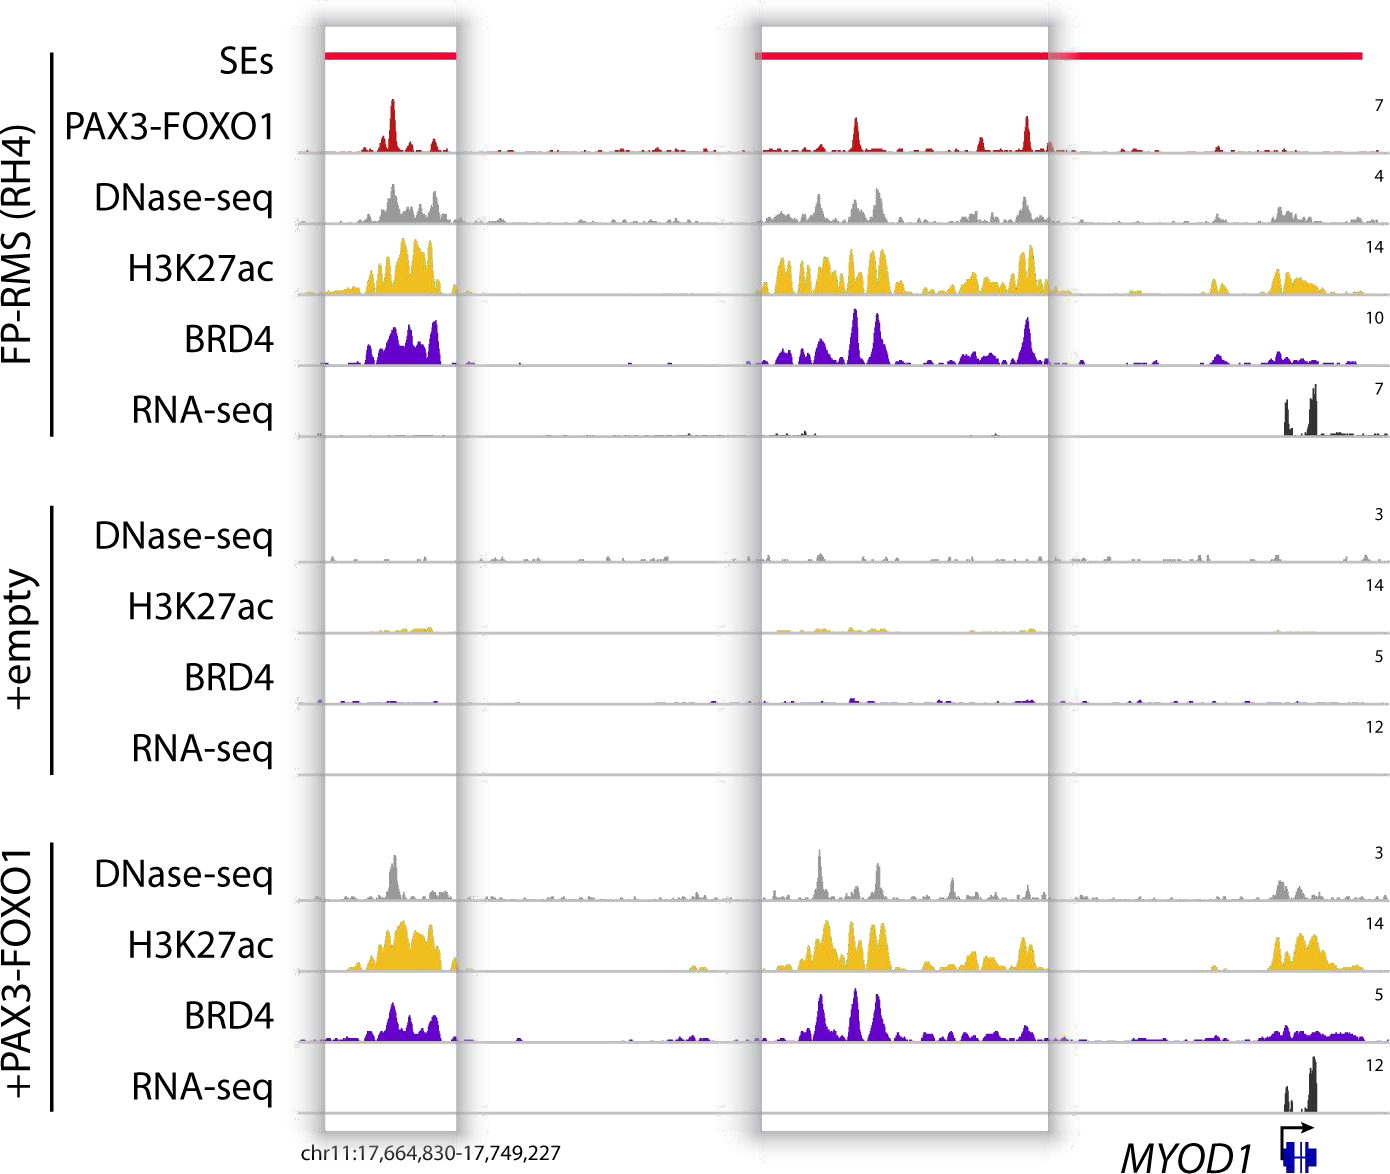 SEs
FP-RMS (RH4)
PAX3-FOXO1 7
DNase-seq 4
H3K27ac 14
BRD4 10
RNA-seq 7
+empty
DNase-seq 3
H3K27ac 14
BRD4 5
RNA-seq 12
+PAX3-FOXO1
DNase-seq 3
H3K27ac 14
BRD4 5
RNA-seq 12
chr11:17,664,830-17,749,227
MYOD1